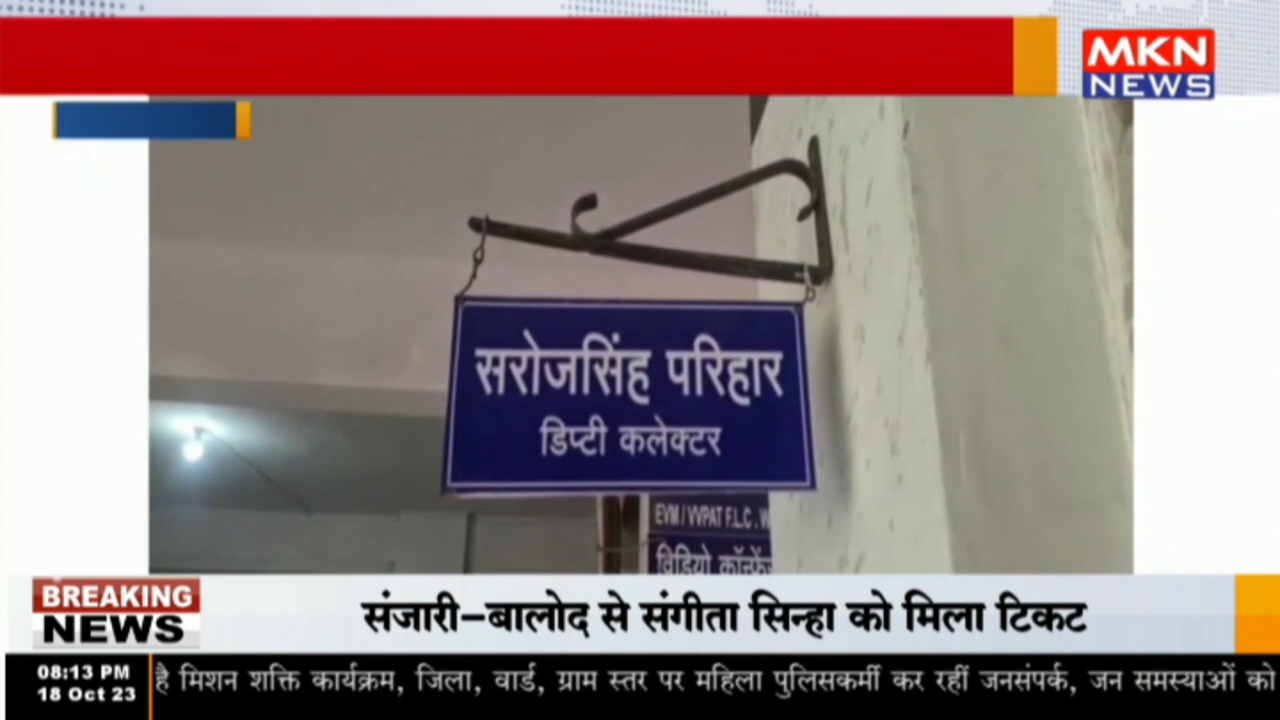 MKN
NEWS
सरोजसिंह परिहार
डिप्टी कलेक्टर
EVM / VVPAT F.L.C.
विडियो
BREAKING
NEWS
संजारी–बालोद से संगीता सिन्हा को मिला टिकट
08:13 PM
18 Oct 23
है मिशन शक्ति कार्यक्रम, जिला, वार्ड, ग्राम स्तर पर महिला पुलिसकर्मी कर रहीं जनसंपर्क, जन समस्याओं को